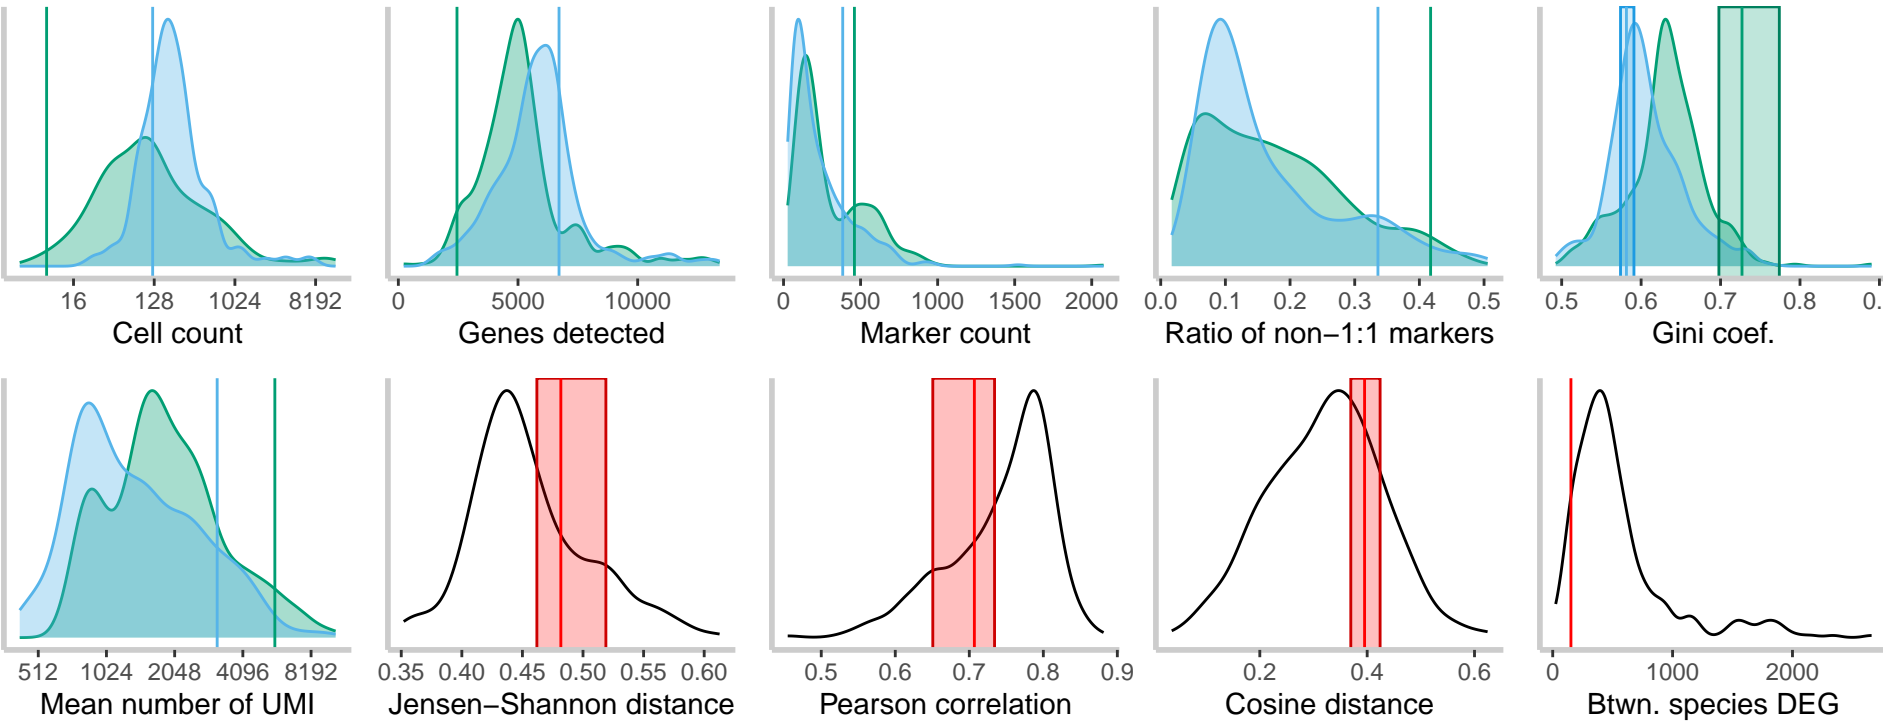 16 128 1024 8192
Cell count
0 5000 10000
Genes detected
0 500 1000 1500 2000
Marker count
0.0 0.1 0.2 0.3 0.4 0.5
Ratio of non−1:1 markers
0.5 0.6 0.7 0.8 0.
Gini coef.
512 1024 2048 4096 8192
Mean number of UMI
0.35 0.40 0.45 0.50 0.55 0.60
Jensen−Shannon distance
0.5 0.6 0.7 0.8 0.9
Pearson correlation
0.2 0.4 0.6
Cosine distance
0 1000 2000
Btwn. species DEG